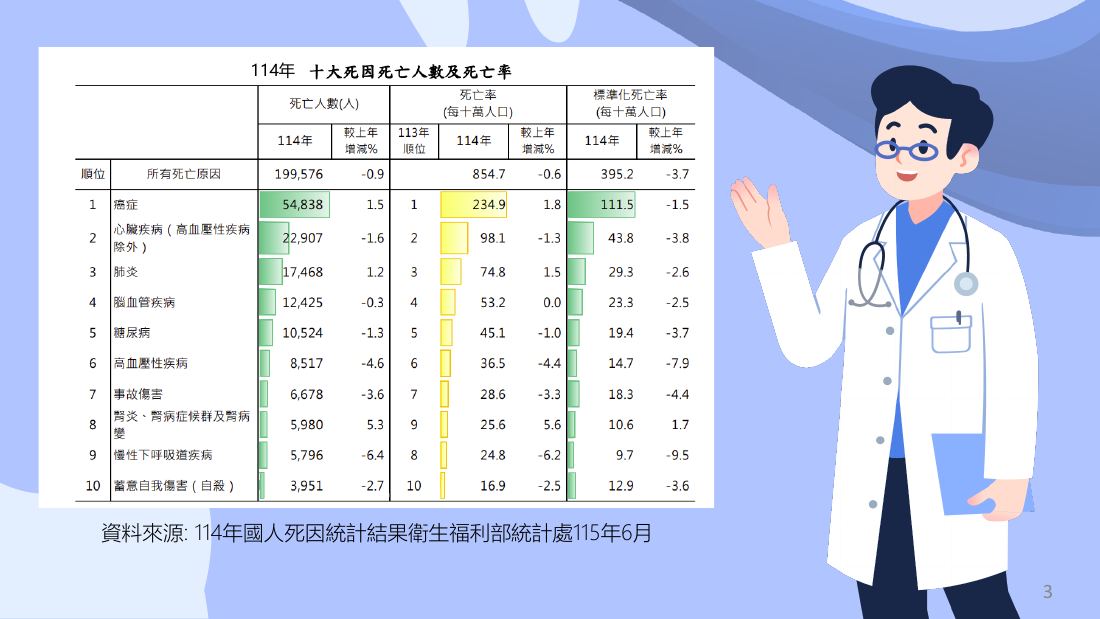 114年 十大死因死亡人數及死亡率
死亡人數(人) 死亡率 (每十萬人口) 標準化死亡率 (每十萬人口)
114年 較上年增減% 113年順位 114年 較上年增減% 114年 較上年增減%
順位 所有死亡原因 199,576 -0.9 854.7 -0.6 395.2 -3.7
1 癌症 54,838 1.5 1 234.9 1.8 111.5 -1.5
2 心臟疾病（高血壓性疾病除外） 22,907 -1.6 2 98.1 -1.3 43.8 -3.8
3 肺炎 17,468 1.2 3 74.8 1.5 29.3 -2.6
4 腦血管疾病 12,425 -0.3 4 53.2 0.0 23.3 -2.5
5 糖尿病 10,524 -1.3 5 45.1 -1.0 19.4 -3.7
6 高血壓性疾病 8,517 -4.6 6 36.5 -4.4 14.7 -7.9
7 事故傷害 6,678 -3.6 7 28.6 -3.3 18.3 -4.4
8 腎炎、腎病症候群及腎病變 5,980 5.3 9 25.6 5.6 10.6 1.7
9 慢性下呼吸道疾病 5,796 -6.4 8 24.8 -6.2 9.7 -9.5
10 蓄意自我傷害（自殺） 3,951 -2.7 10 16.9 -2.5 12.9 -3.6
資料來源: 114年國人死因統計結果衛生福利部統計處115年6月
3